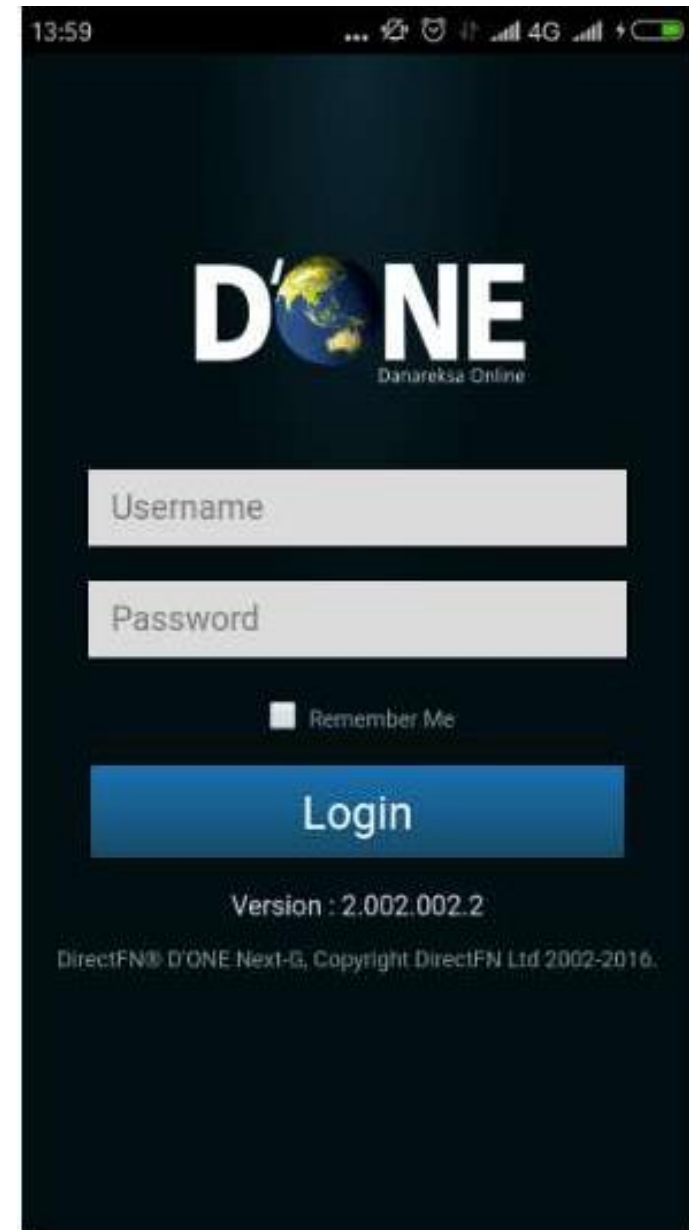 13:59 ... 4G
D'ONE
Danareksa Online
Username
Password
Remember Me
Login
Version : 2.002.002.2
DirectFN® D'ONE Next-G, Copyright DirectFN Ltd 2002-2016.